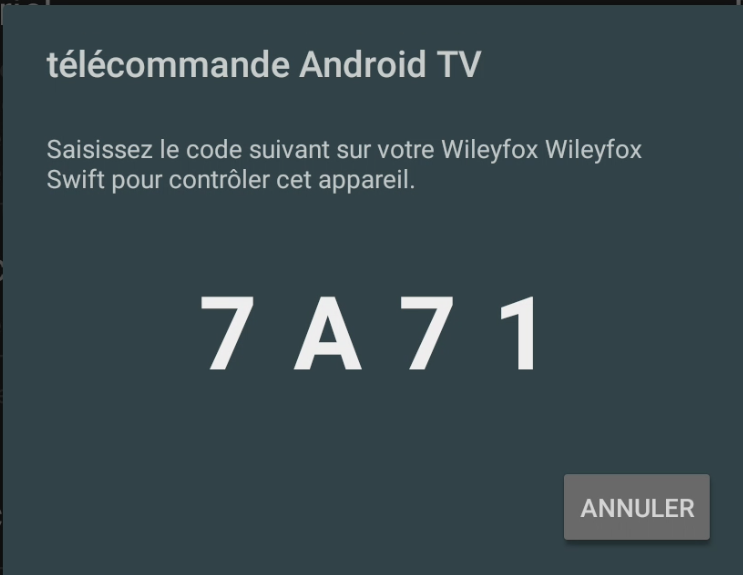 télécommande Android TV
Saisissez le code suivant sur votre Wileyfox Wileyfox
Swift pour contrôler cet appareil.
7 A 7 1
ANNULER